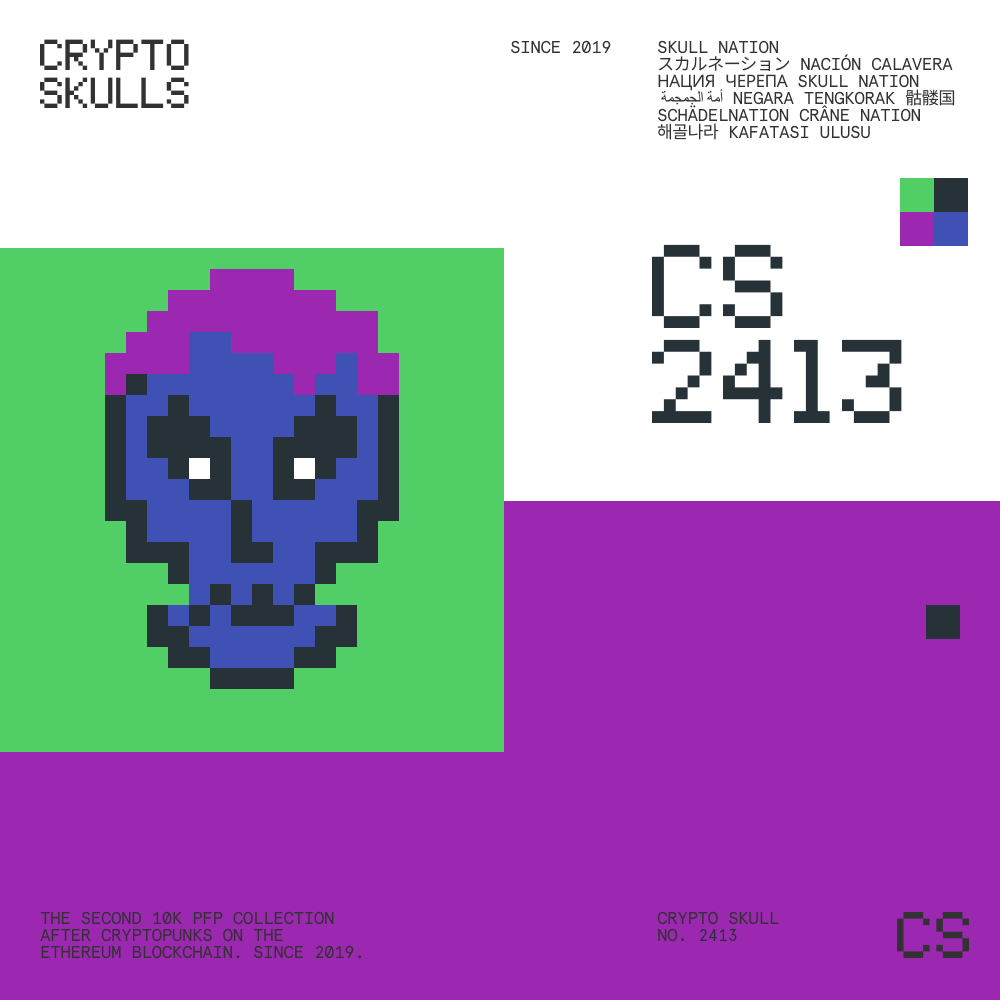 CRYPTO
SKULLS
SINCE 2019
SKULL NATION
スカルネーション NACIÓN CALAVERA
НАЦИЯ ЧЕРЕПА SKULL NATION
أمة الجمجمة NEGARA TENGKORAK 骷髅国
SCHÄDELNATION CRÂNE NATION
해골나라 KAFATASI ULUSU
CS
2413
THE SECOND 10K PFP COLLECTION
AFTER CRYPTOPUNKS ON THE
ETHEREUM BLOCKCHAIN. SINCE 2019.
CRYPTO SKULL
NO. 2413
CS